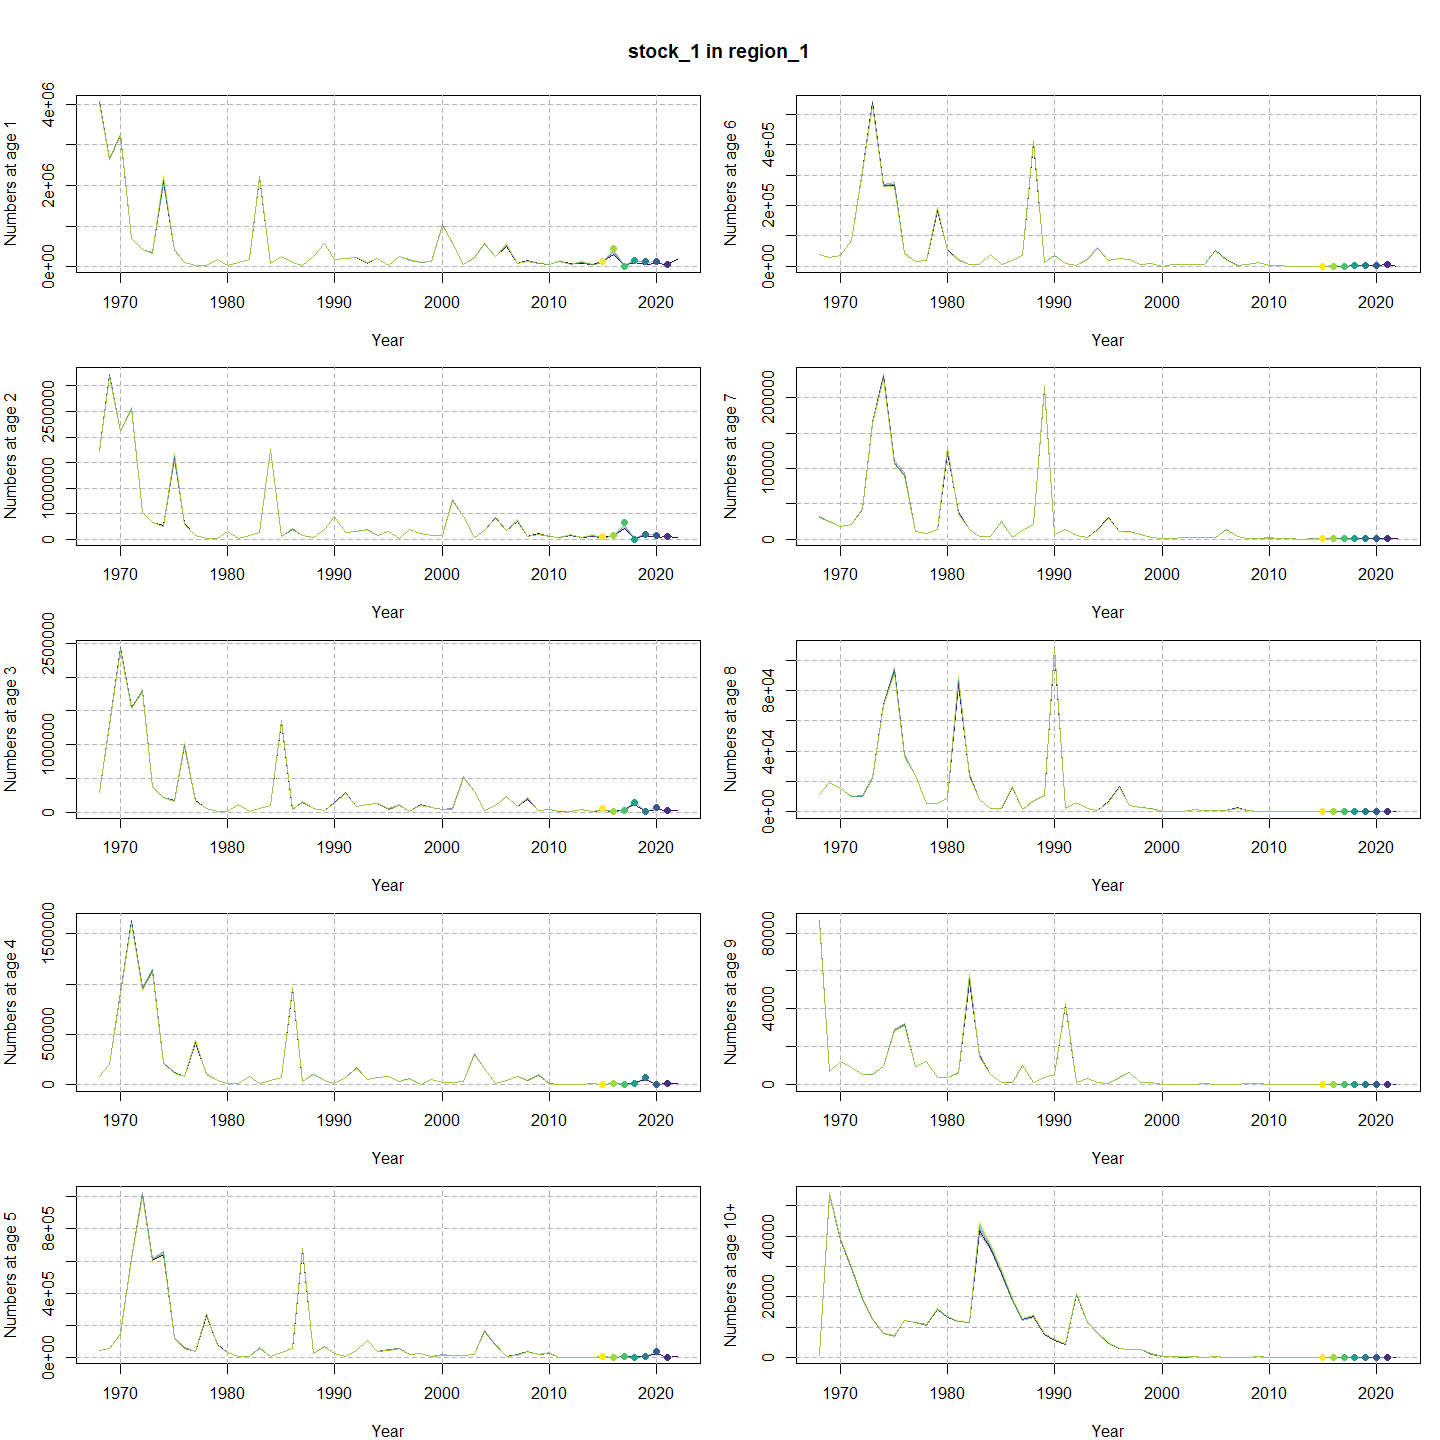 stock_1 in region_1
Numbers at age 1
4e+06
2e+06
0e+00
1970 1980 1990 2000 2010 2020
Year
Numbers at age 6
4e+05
2e+05
0e+00
1970 1980 1990 2000 2010 2020
Year
Numbers at age 2
2500000
1000000
0
1970 1980 1990 2000 2010 2020
Year
Numbers at age 7
200000
100000
0
1970 1980 1990 2000 2010 2020
Year
Numbers at age 3
2500000
1000000
0
1970 1980 1990 2000 2010 2020
Year
Numbers at age 8
8e+04
4e+04
0e+00
1970 1980 1990 2000 2010 2020
Year
Numbers at age 4
1500000
500000
0
1970 1980 1990 2000 2010 2020
Year
Numbers at age 9
80000
40000
0
1970 1980 1990 2000 2010 2020
Year
Numbers at age 5
8e+05
4e+05
0e+00
1970 1980 1990 2000 2010 2020
Year
Numbers at age 10+
40000
20000
0
1970 1980 1990 2000 2010 2020
Year